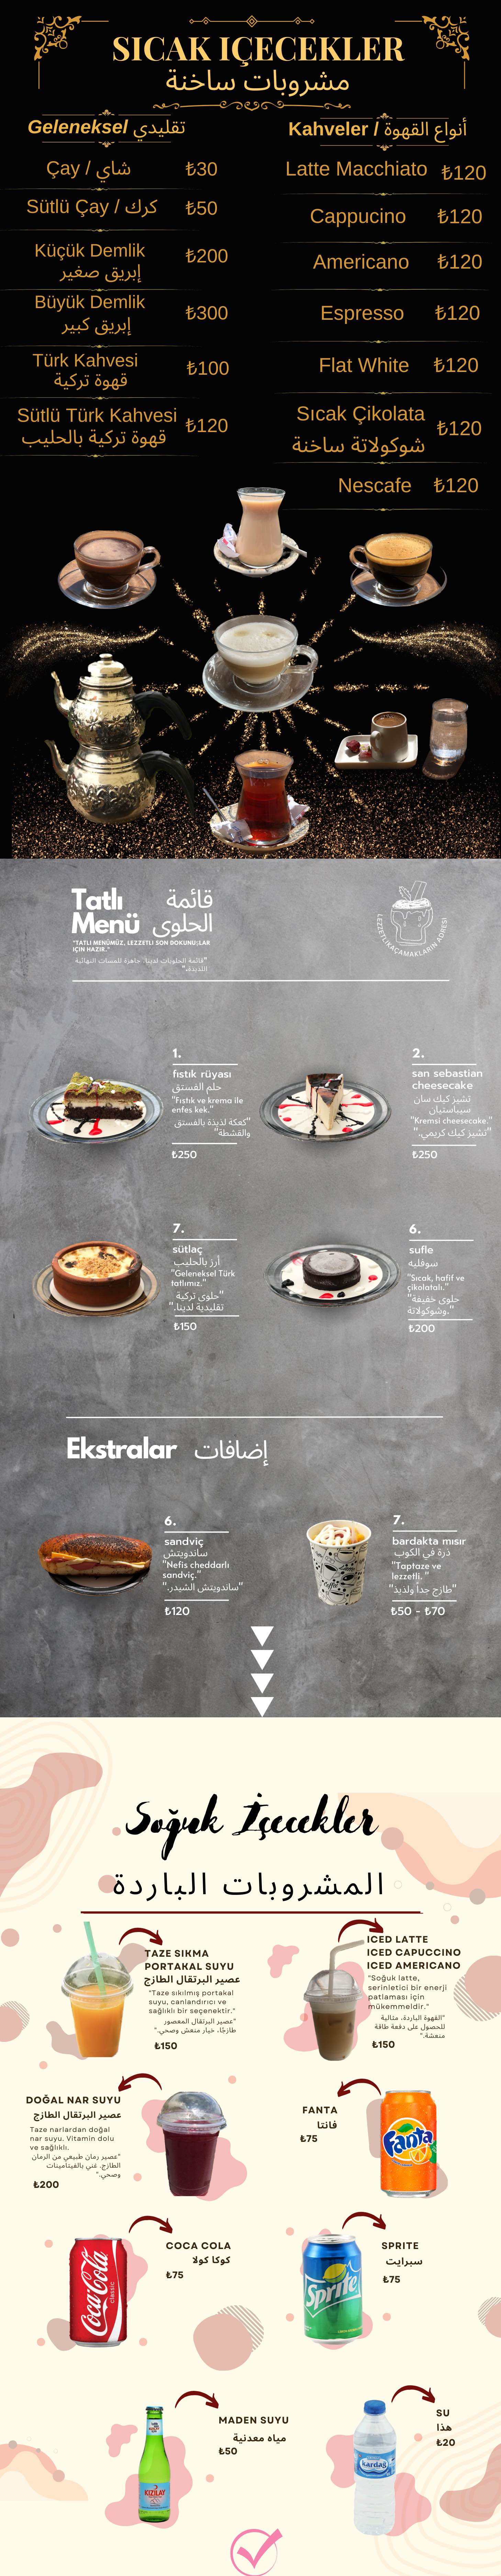 SICAK IÇECEKLER
مشروبات ساخنة
Geleneksel تقليدي
Çay / شاي ₺30
Sütlü Çay / كرك ₺50
Küçük Demlik
إبريق صغير
₺200
Büyük Demlik
إبريق كبير
₺300
Türk Kahvesi
قهوة تركية
₺100
Sütlü Türk Kahvesi
قهوة تركية بالحليب
₺120
Kahveler / أنواع القهوة
Latte Macchiato ₺120
Cappucino ₺120
Americano ₺120
Espresso ₺120
Flat White ₺120
Sıcak Çikolata
شوكولاتة ساخنة
₺120
Nescafe ₺120
Tatlı
Menü
قائمة
الحلوى
"TATLI MENÜMÜZ, LEZZETLI SON DOKUNUŞLAR
IÇIN HAZIR."
"قائمة الحلويات لدينا، جاهزة للمسات النهائية
اللذيذة."
LEZZETLIKAÇAMAKLARIN ADRESI
1.
fıstık rüyası
حلم الفستق
"Fıstık ve krema ile
enfes kek."
"كعكة لذيذة بالفستق
والقشطة"
₺250
2.
san sebastian
cheesecake
تشيز كيك سان
سيباستيان
"Kremsi cheesecake."
"تشيز كيك كريمي."
₺250
7.
sütlaç
أرز بالحليب
"Geleneksel Türk
tatlımız."
"حلوى تركية
تقليدية لدينا."
₺150
6.
sufle
سوفليه
"Sıcak, hafif ve
çikolatalı."
"حلوى خفيفة
وشوكولاتة."
₺200
Ekstralar إضافات
6.
sandviç
ساندويتش
"Nefis cheddarlı
sandviç."
"ساندويتش الشيدر."
₺120
7.
bardakta mısır
ذرة في الكوب
"Taptaze ve
lezzetli. "
"طازج جداً ولذيذ"
₺50 - ₺70
Soğuk İçecekler
المشروبات الباردة
TAZE SIKMA
PORTAKAL SUYU
عصير البرتقال الطازج
"Taze sıkılmış portakal
suyu, canlandırıcı ve
sağlıklı bir seçenektir."
"عصير البرتقال المعصور
طازجًا، خيار منعش وصحي."
₺150
ICED LATTE
ICED CAPUCCINO
ICED AMERICANO
"Soğuk latte,
serinletici bir enerji
patlaması için
mükemmeldir."
"القهوة الباردة، مثالية
للحصول على دفعة طاقة
منعشة."
₺150
DOĞAL NAR SUYU
عصير البرتقال الطازج
Taze narlardan doğal
nar suyu. Vitamin dolu
ve sağlıklı.
"عصير رمان طبيعي من الرمان
الطازج. غني بالفيتامينات
وصحي."
₺200
FANTA
فانتا
₺75
Fanta
COCA COLA
كوكا كولا
₺75
Coca-Cola
classic
SPRITE
سبرايت
₺75
Sprite
MADEN SUYU
مياه معدنية
₺50
KIZILAY
SU
هذا
₺20
Kardağ